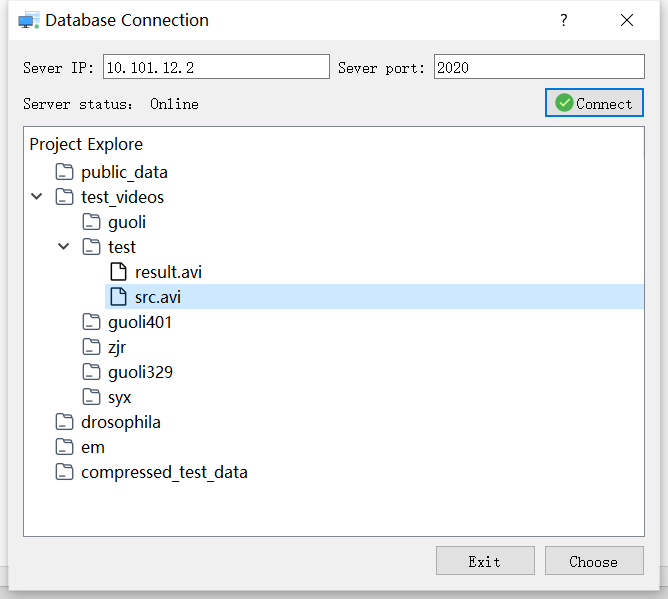 Database Connection
?
Sever IP: 10.101.12.2 Sever port: 2020
Server status: Online Connect
Project Explore
public_data
test_videos
guoli
test
result.avi
src.avi
guoli401
zjr
guoli329
syx
drosophila
em
compressed_test_data
Exit Choose